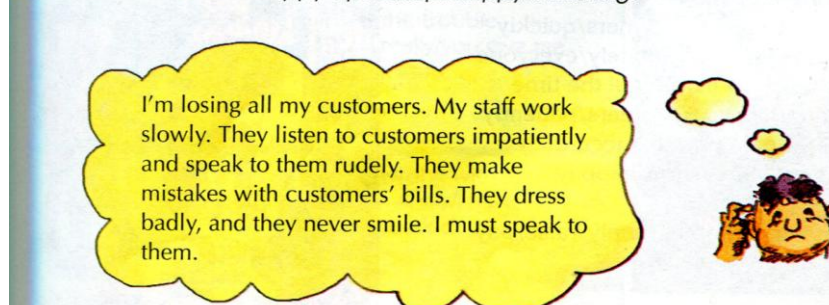 I'm losing all my customers. My staff work
slowly. They listen to customers impatiently
and speak to them rudely. They make
mistakes with customers' bills. They dress
badly, and they never smile. I must speak to
them.